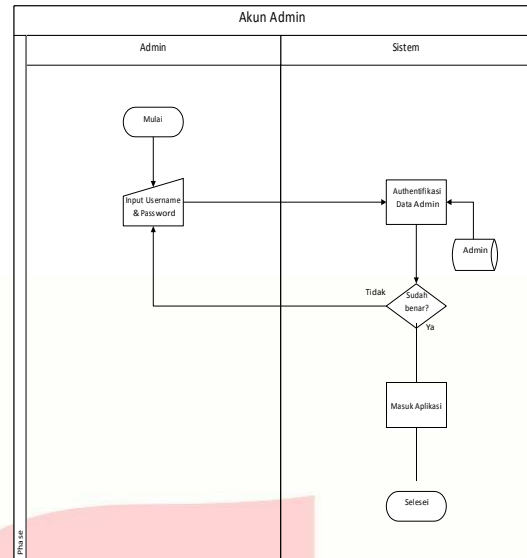 Akun Admin
Admin
Sistem
Mulai
Input Username
& Password
Authentifikasi
Data Admin
Admin
Tidak
Sudah
benar?
Ya
Masuk Aplikasi
Selesei
Phase